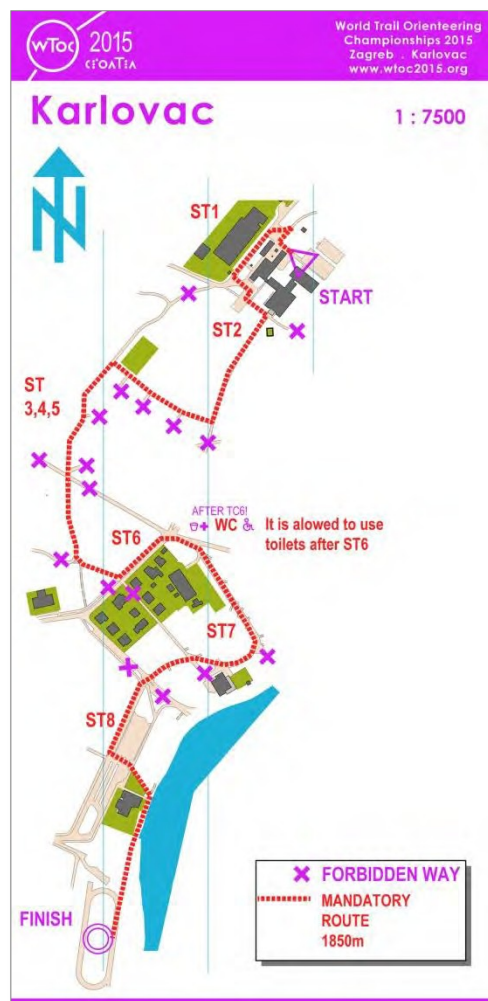 wToc 2015
CroaTia
World Trail Orienteering
Championships 2015
Zagreb . Karlovac
www.wtoc2015.org
Karlovac
1 : 7500
N
ST1
START
ST2
ST
3,4,5
AFTER TC6!
WC
It is alowed to use
toilets after ST6
ST6
ST7
ST8
FINISH
FORBIDDEN WAY
MANDATORY
ROUTE
1850m